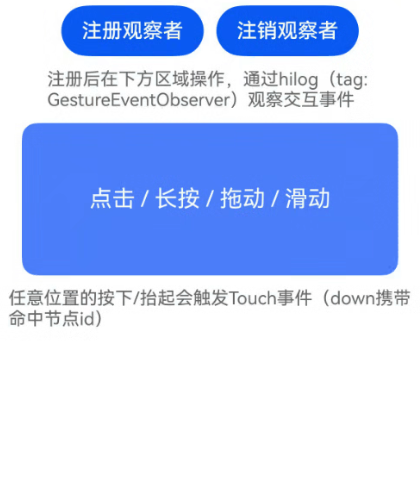 注册观察者 注销观察者
注册后在下方区域操作，通过hilog（tag:
GestureEventObserver）观察交互事件
点击 / 长按 / 拖动 / 滑动
任意位置的按下/抬起会触发Touch事件（down携带
命中节点id）